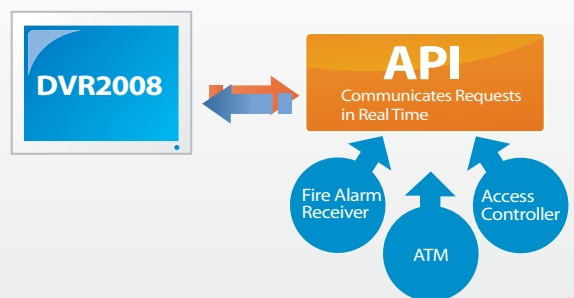 DVR2008
API
Communicates Requests
in Real Time
Fire Alarm
Receiver
ATM
Access
Controller